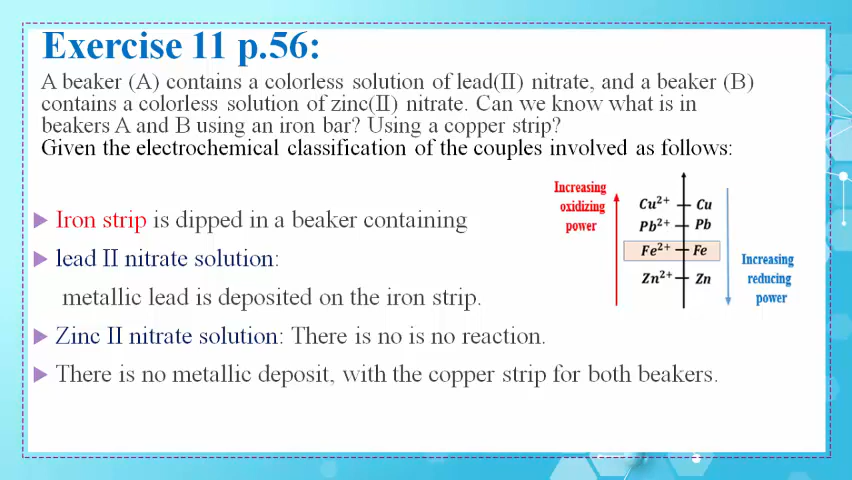 Exercise 11 p.56:
A beaker (A) contains a colorless solution of lead(II) nitrate, and a beaker (B)
contains a colorless solution of zinc(II) nitrate. Can we know what is in
beakers A and B using an iron bar? Using a copper strip?
Given the electrochemical classification of the couples involved as follows:
Iron strip is dipped in a beaker containing
lead II nitrate solution:
metallic lead is deposited on the iron strip.
Zinc II nitrate solution: There is no is no reaction.
There is no metallic deposit, with the copper strip for both beakers.
Increasing
oxidizing
power
Cu²⁺ Cu
Pb²⁺ Pb
Fe²⁺ Fe
Zn²⁺ Zn
Increasing
reducing
power